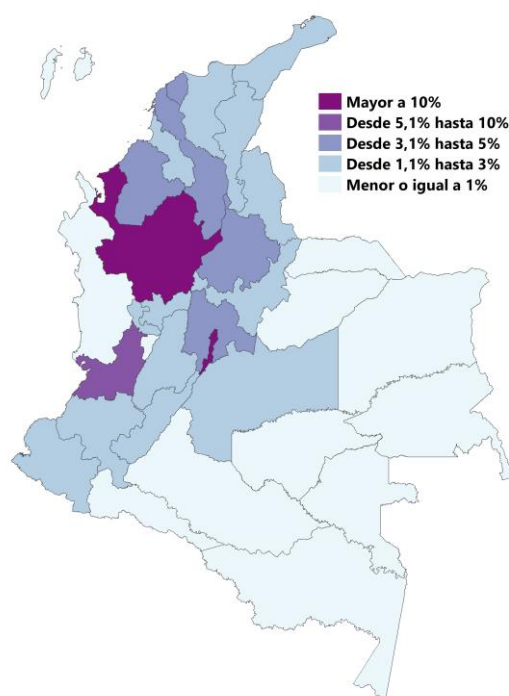 Mayor a 10%
Desde 5,1% hasta 10%
Desde 3,1% hasta 5%
Desde 1,1% hasta 3%
Menor o igual a 1%